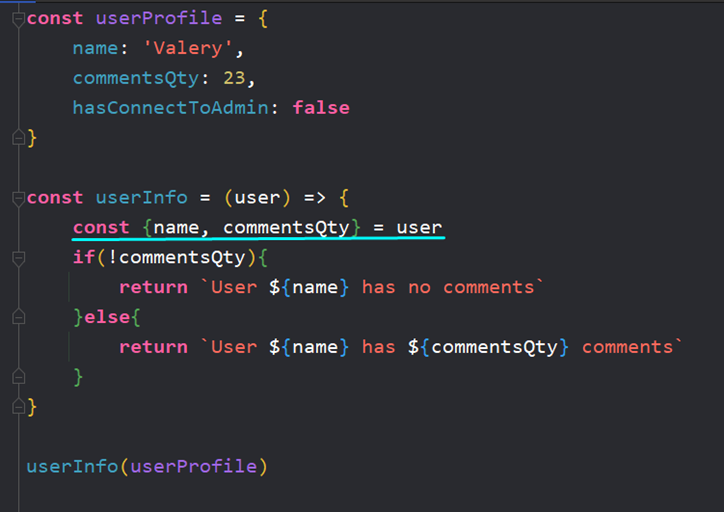 const userProfile = {
    name: 'Valery',
    commentsQty: 23,
    hasConnectToAdmin: false
}

const userInfo = (user) => {
    const {name, commentsQty} = user
    if(!commentsQty){
        return `User ${name} has no comments`
    }else{
        return `User ${name} has ${commentsQty} comments`
    }
}

userInfo(userProfile)